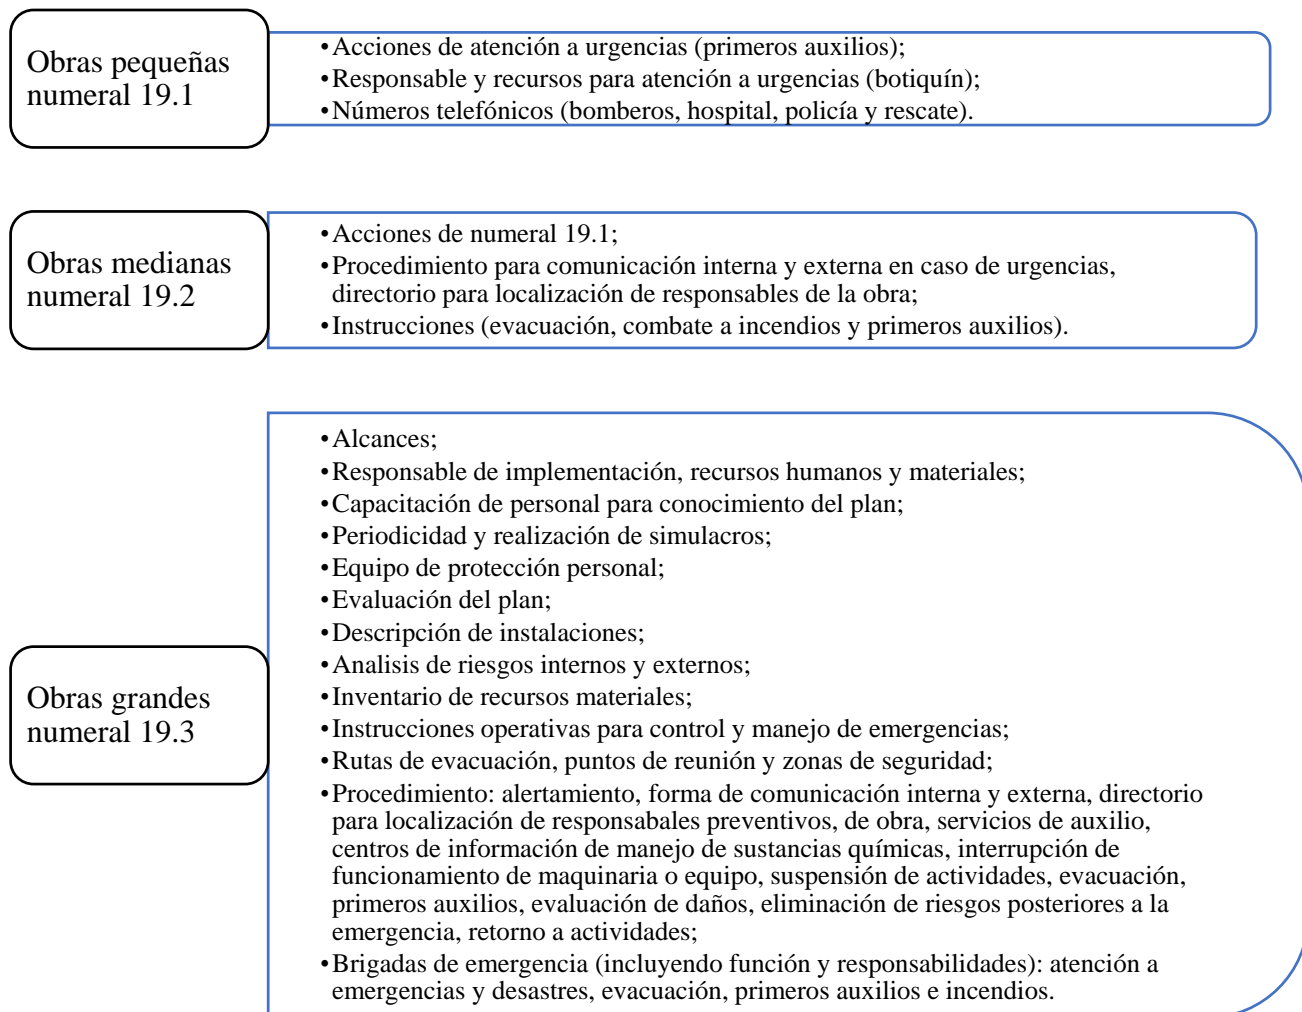 Obras pequeñas
numeral 19.1
•Acciones de atención a urgencias (primeros auxilios);
•Responsable y recursos para atención a urgencias (botiquín);
•Números telefónicos (bomberos, hospital, policía y rescate).
Obras medianas
numeral 19.2
•Acciones de numeral 19.1;
•Procedimiento para comunicación interna y externa en caso de urgencias,
directorio para localización de responsables de la obra;
•Instrucciones (evacuación, combate a incendios y primeros auxilios).
Obras grandes
numeral 19.3
•Alcances;
•Responsable de implementación, recursos humanos y materiales;
•Capacitación de personal para conocimiento del plan;
•Periodicidad y realización de simulacros;
•Equipo de protección personal;
•Evaluación del plan;
•Descripción de instalaciones;
•Analisis de riesgos internos y externos;
•Inventario de recursos materiales;
•Instrucciones operativas para control y manejo de emergencias;
•Rutas de evacuación, puntos de reunión y zonas de seguridad;
•Procedimiento: alertamiento, forma de comunicación interna y externa, directorio
para localización de responsabales preventivos, de obra, servicios de auxilio,
centros de información de manejo de sustancias químicas, interrupción de
funcionamiento de maquinaria o equipo, suspensión de actividades, evacuación,
primeros auxilios, evaluación de daños, eliminación de riesgos posteriores a la
emergencia, retorno a actividades;
•Brigadas de emergencia (incluyendo función y responsabilidades): atención a
emergencias y desastres, evacuación, primeros auxilios e incendios.